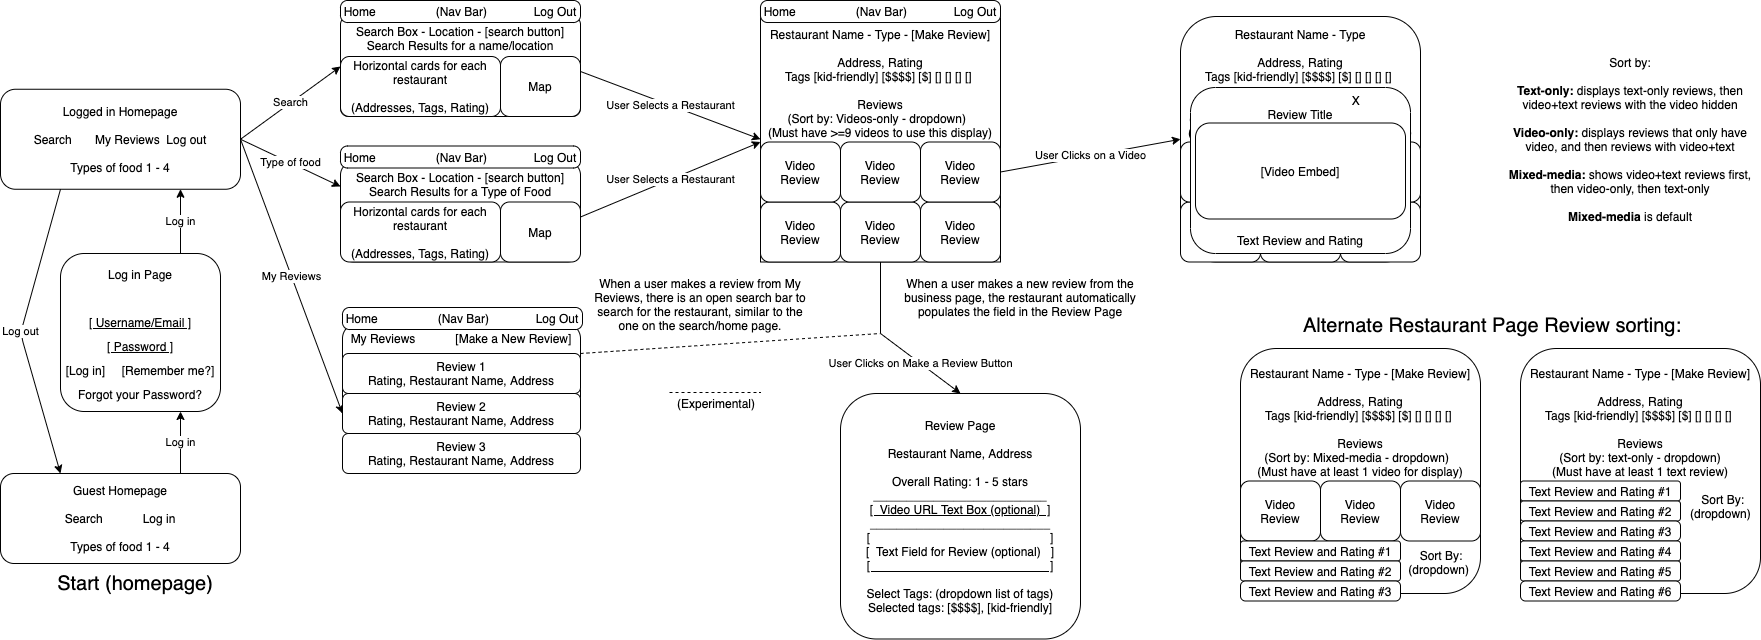 Logged in Homepage
Search My Reviews Log out
Types of food 1 - 4
Log in
Log out
Log in Page
[ Username/Email ]
[ Password ]
[Log in] [Remember me?]
Forgot your Password?
Log in
Guest Homepage
Search Log in
Types of food 1 - 4
Start (homepage)
Search
Type of food
My Reviews
Home (Nav Bar) Log Out
Search Box - Location - [search button]
Search Results for a name/location
Horizontal cards for each
restaurant
(Addresses, Tags, Rating)
Map
Home (Nav Bar) Log Out
Search Box - Location - [search button]
Search Results for a Type of Food
Horizontal cards for each
restaurant
(Addresses, Tags, Rating)
Map
Home (Nav Bar) Log Out
My Reviews [Make a New Review]
Review 1
Rating, Restaurant Name, Address
Review 2
Rating, Restaurant Name, Address
Review 3
Rating, Restaurant Name, Address
User Selects a Restaurant
User Selects a Restaurant
When a user makes a review from My
Reviews, there is an open search bar to
search for the restaurant, similar to the
one on the search/home page.
(Experimental)
Home (Nav Bar) Log Out
Restaurant Name - Type - [Make Review]
Address, Rating
Tags [kid-friendly] [$$$$] [$] [] [] [] []
Reviews
(Sort by: Videos-only - dropdown)
(Must have >=9 videos to use this display)
Video
Review
Video
Review
Video
Review
Video
Review
Video
Review
Video
Review
When a user makes a new review from the
business page, the restaurant automatically
populates the field in the Review Page
User Clicks on Make a Review Button
Review Page
Restaurant Name, Address
Overall Rating: 1 - 5 stars
[ Video URL Text Box (optional) ]
[ ]
[ Text Field for Review (optional) ]
[ ]
Select Tags: (dropdown list of tags)
Selected tags: [$$$$], [kid-friendly]
User Clicks on a Video
Restaurant Name - Type
Address, Rating
Tags [kid-friendly] [$$$$] [$] [] [] [] []
X
Review Title
[Video Embed]
Text Review and Rating
Sort by:
Text-only: displays text-only reviews, then
video+text reviews with the video hidden
Video-only: displays reviews that only have
video, and then reviews with video+text
Mixed-media: shows video+text reviews first,
then video-only, then text-only
Mixed-media is default
Alternate Restaurant Page Review sorting:
Restaurant Name - Type - [Make Review]
Address, Rating
Tags [kid-friendly] [$$$$] [$] [] [] [] []
Reviews
(Sort by: Mixed-media - dropdown)
(Must have at least 1 video for display)
Video
Review
Video
Review
Video
Review
Text Review and Rating #1
Text Review and Rating #2
Text Review and Rating #3
Sort By:
(dropdown)
Restaurant Name - Type - [Make Review]
Address, Rating
Tags [kid-friendly] [$$$$] [$] [] [] [] []
Reviews
(Sort by: text-only - dropdown)
(Must have at least 1 text review)
Text Review and Rating #1
Text Review and Rating #2
Text Review and Rating #3
Text Review and Rating #4
Text Review and Rating #5
Text Review and Rating #6
Sort By:
(dropdown)